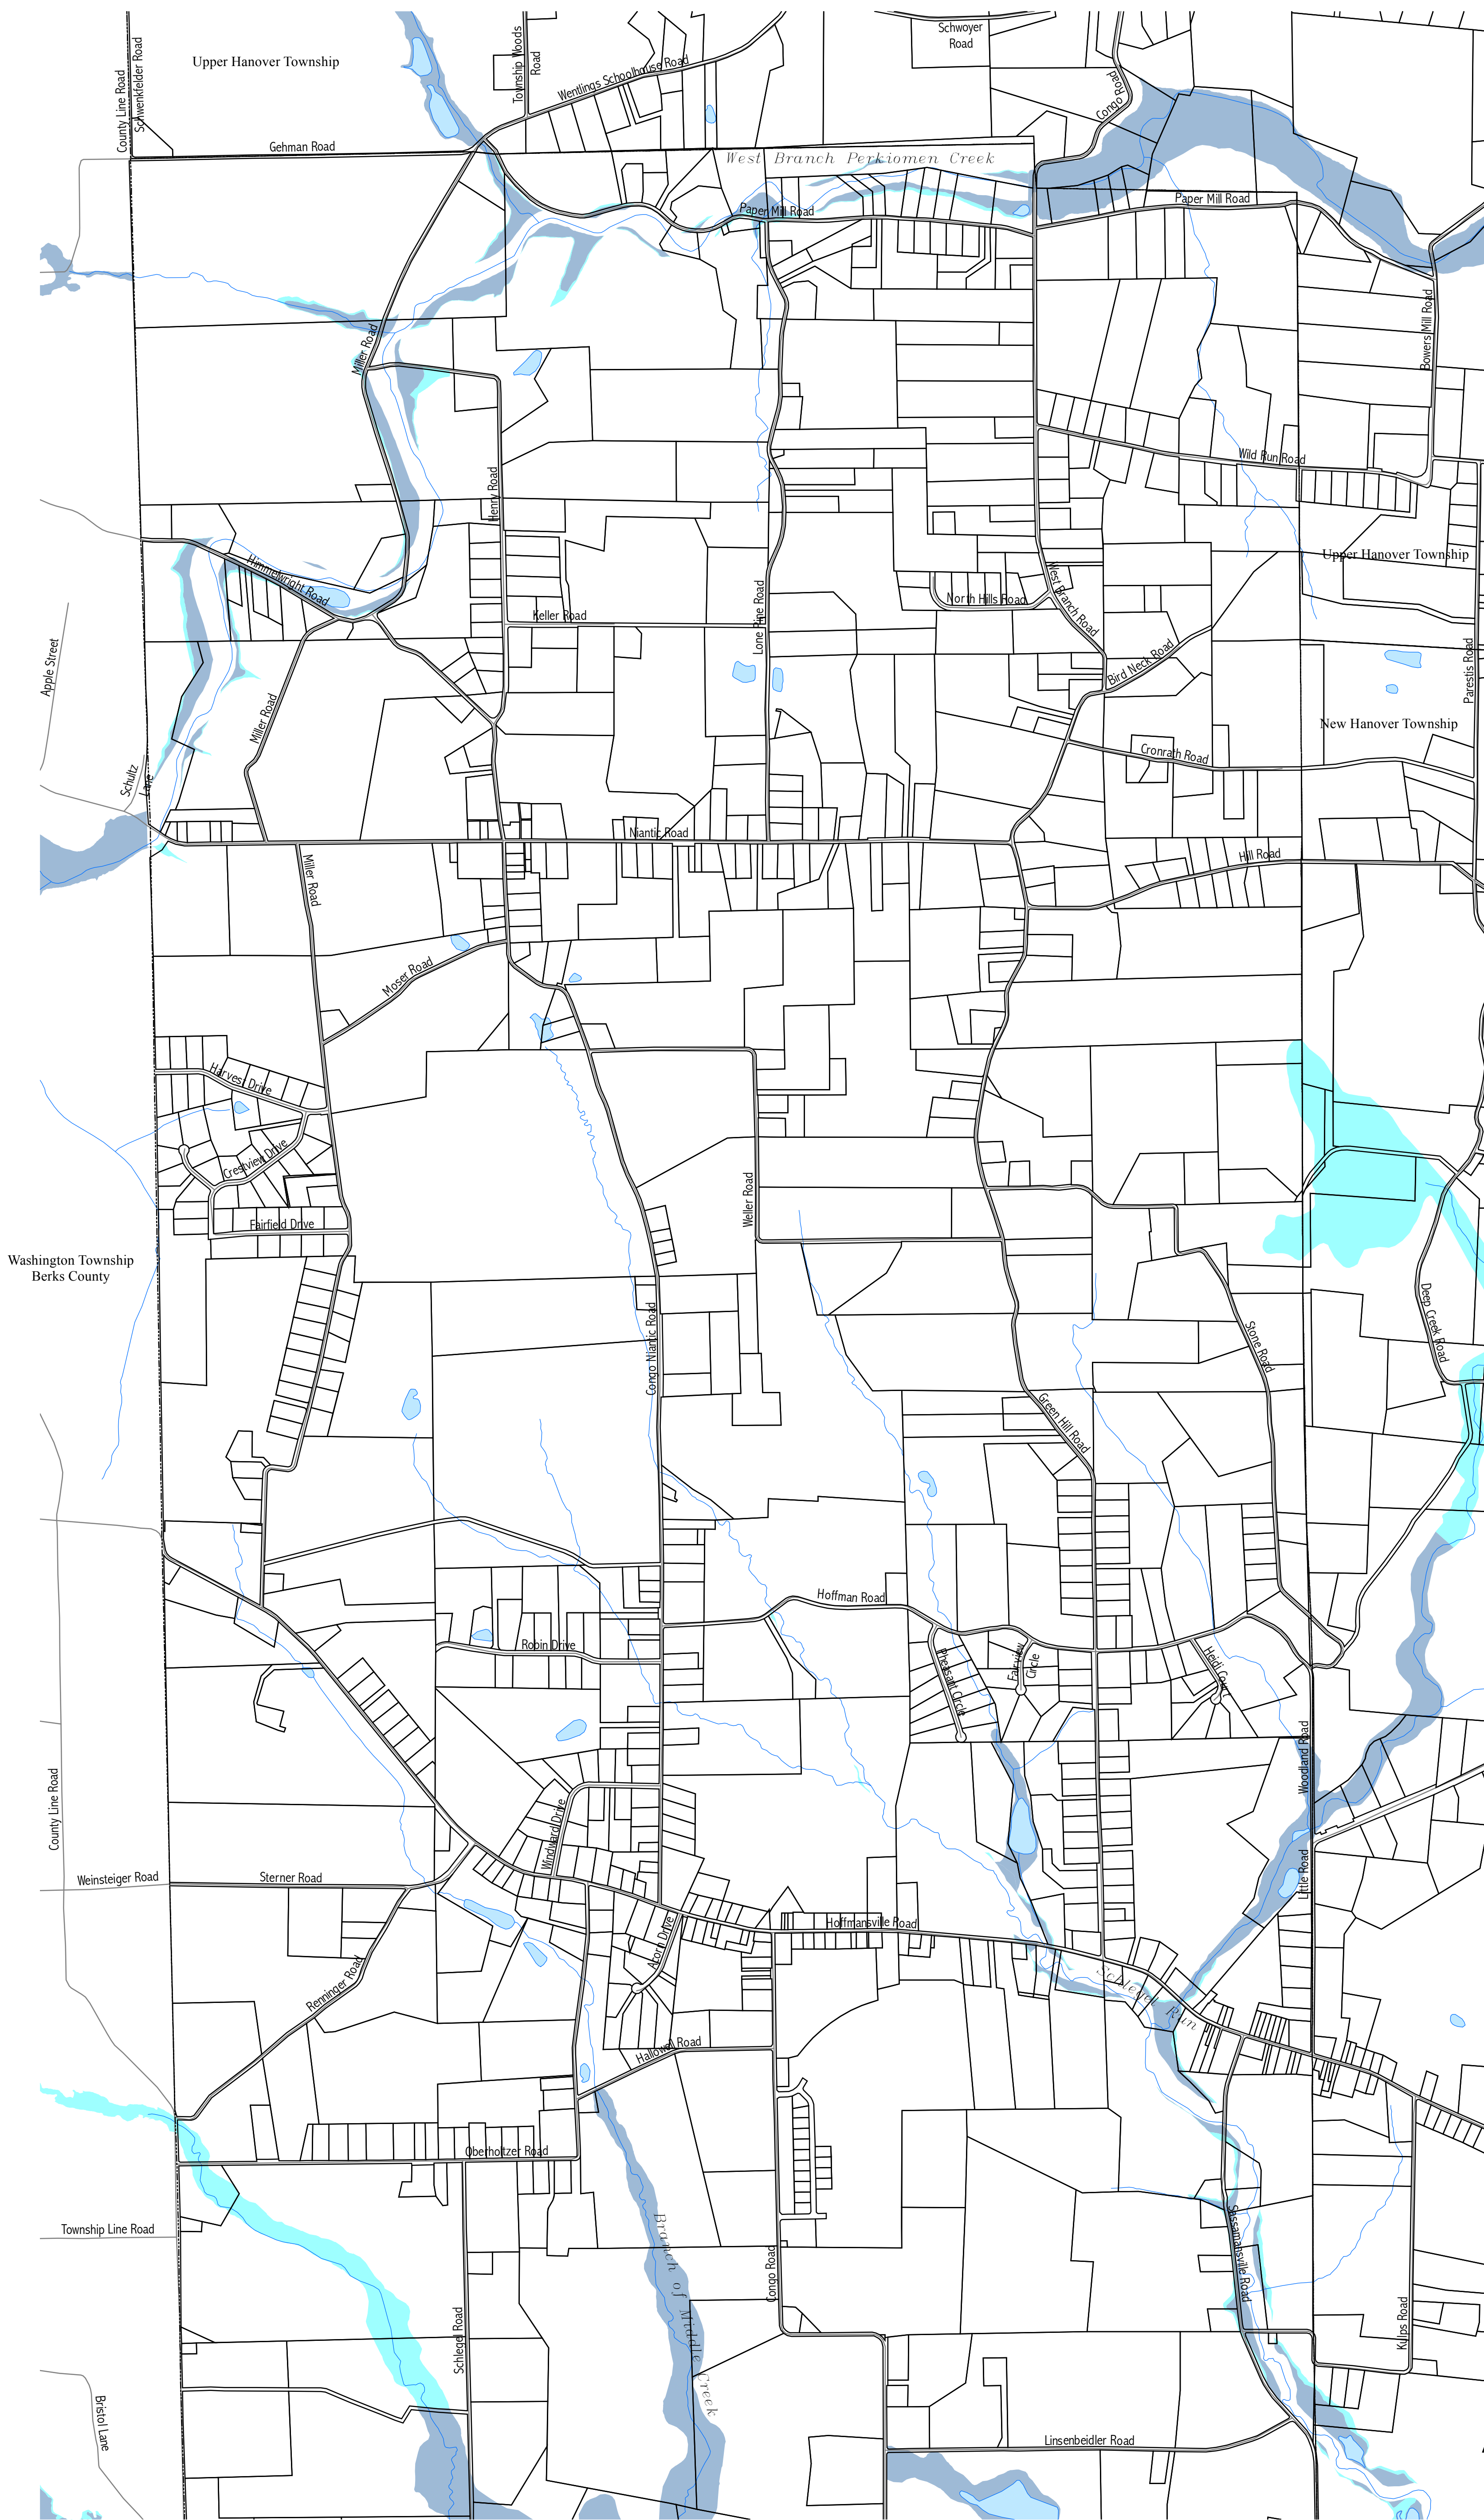 Schwoyer
Road
Township Woods
Road
County Line Road
Schwenkfelder Road
Upper Hanover Township
Wentlings Schoolhouse Road
Congo Road
Gehman Road
West Branch Perkiomen Creek
Paper Mill Road
Paper Mill Road
Miller Road
Bowers Mill Road
Henry Road
Wild Run Road
Himmelwright Road
Upper Hanover Township
Keller Road
Lone Pine Road
North Hills Road
West Branch Road
Apple Street
Bird Neck Road
Parestis Road
Miller Road
New Hanover Township
Schultz
Lane
Cronrath Road
Niantic Road
Miller Road
Hill Road
Moser Road
Harvest Drive
Crestview Drive
Fairfield Drive
Weller Road
Washington Township
Berks County
Congo Niantic Road
Stone Road
Deep Creek Road
Green Hill Road
Hoffman Road
Robin Drive
Pheasant Circle
Fairview
Circle
Heidi Court
County Line Road
Woodland Road
Windward Drive
Weinsteiger Road
Sterner Road
Little Road
Hoffmansville Road
Acorn Drive
Renninger Road
Schlegel Run
Hallowell Road
Oberholtzer Road
Township Line Road
Branch of Middle Creek
Congo Road
Sassamansville Road
Schlegel Road
Kulps Road
Bristol Lane
Linsenbeidler Road